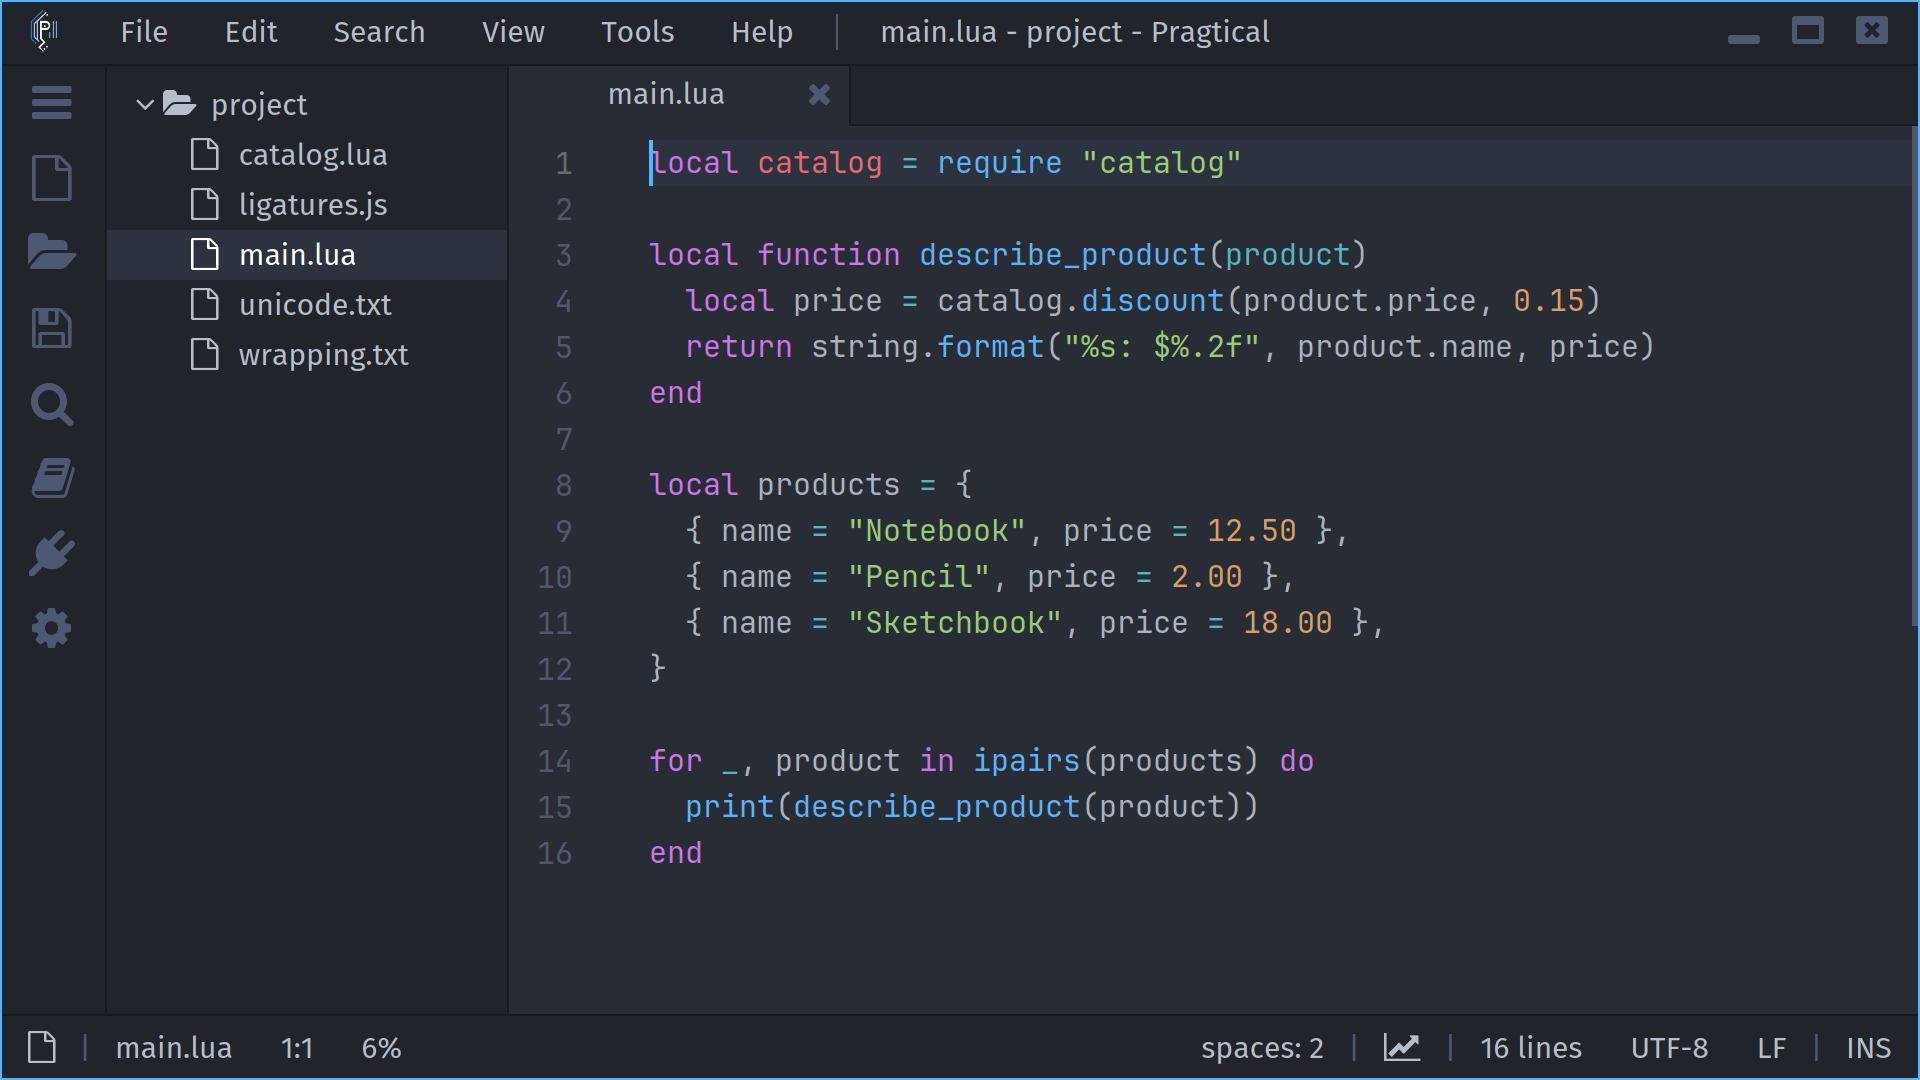 File Edit Search View Tools Help main.lua - project - Pragtical
project
catalog.lua
ligatures.js
main.lua
unicode.txt
wrapping.txt
main.lua
1 local catalog = require "catalog"
2
3 local function describe_product(product)
4   local price = catalog.discount(product.price, 0.15)
5   return string.format("%s: $%.2f", product.name, price)
6 end
7
8 local products = {
9   { name = "Notebook", price = 12.50 },
10   { name = "Pencil", price = 2.00 },
11   { name = "Sketchbook", price = 18.00 },
12 }
13
14 for _, product in ipairs(products) do
15   print(describe_product(product))
16 end
main.lua 1:1 6% spaces: 2 16 lines UTF-8 LF INS